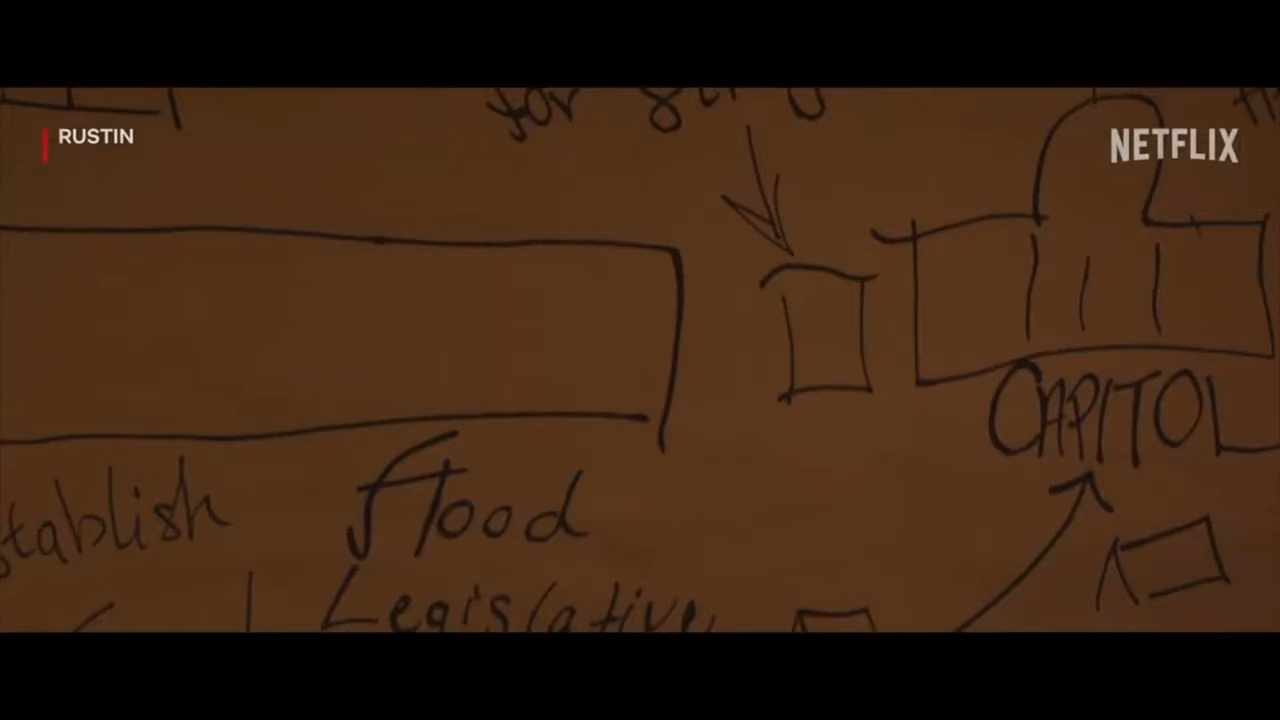 for
RUSTIN
NETFLIX
CAPITOL
stablish
flood
Legislative